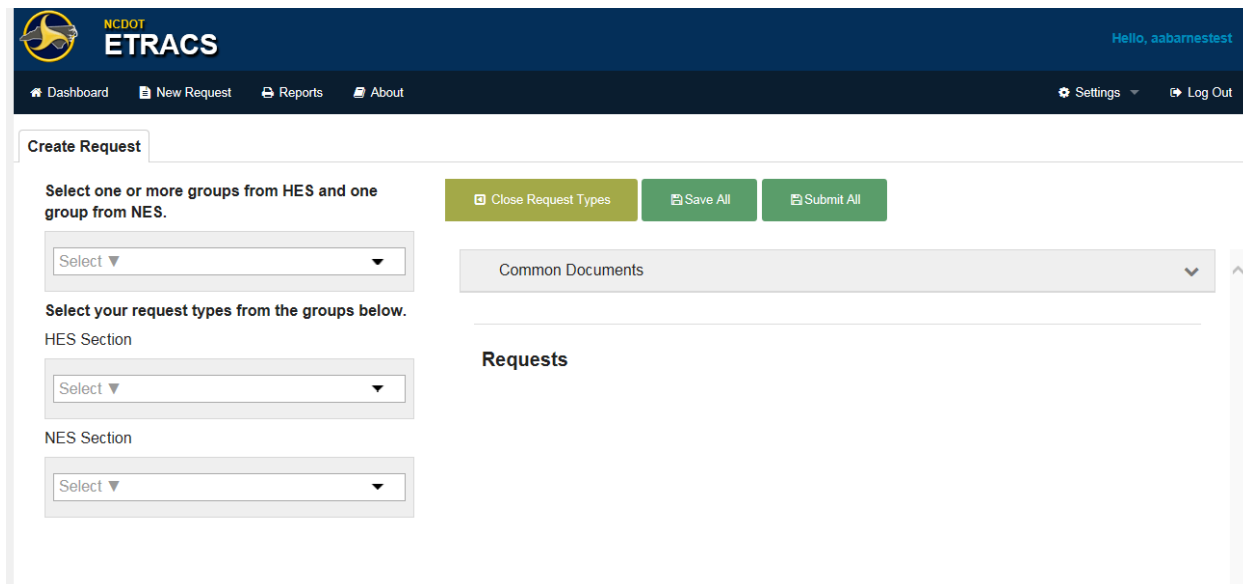 NCDOT
ETRACS
Hello, aabarnestest
Dashboard New Request Reports About Settings Log Out
Create Request
Select one or more groups from HES and one
group from NES.
Select ▼
Select your request types from the groups below.
HES Section
Select ▼
NES Section
Select ▼
Close Request Types Save All Submit All
Common Documents
Requests